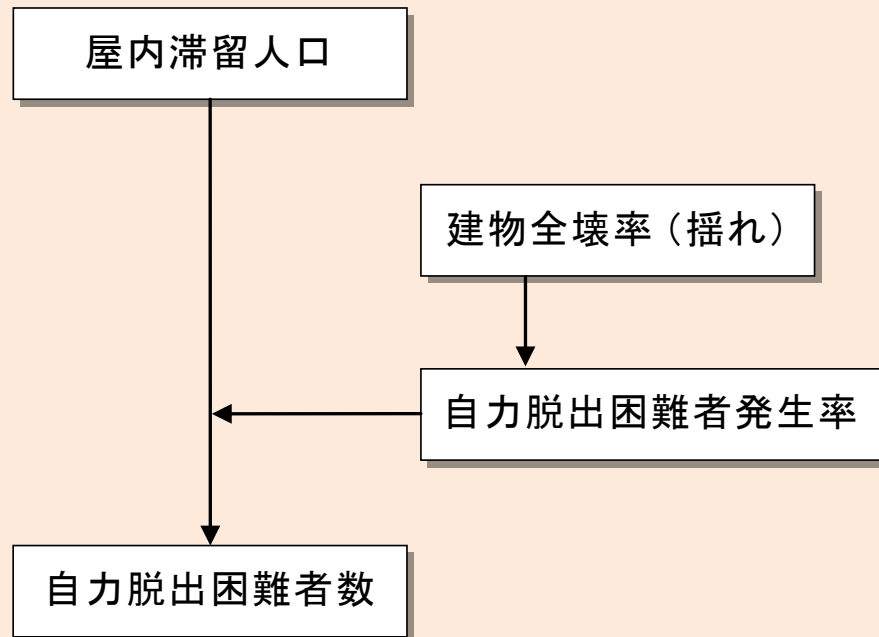 屋内滞留人口
建物全壊率（揺れ）
自力脱出困難者発生率
自力脱出困難者数